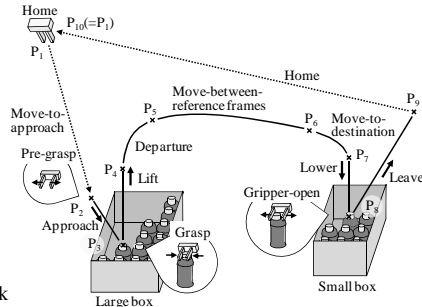 Home
P10(=P1)
P1
Home
P9
Move-between-
reference frames
Move-to-
approach
P5
P6
Move-to-
destination
Departure
Pre-grasp
P4
Lift
P7
Lower
Leave
P2
Approach
Gripper-open
P8
P3
Grasp
k
Large box
Small box